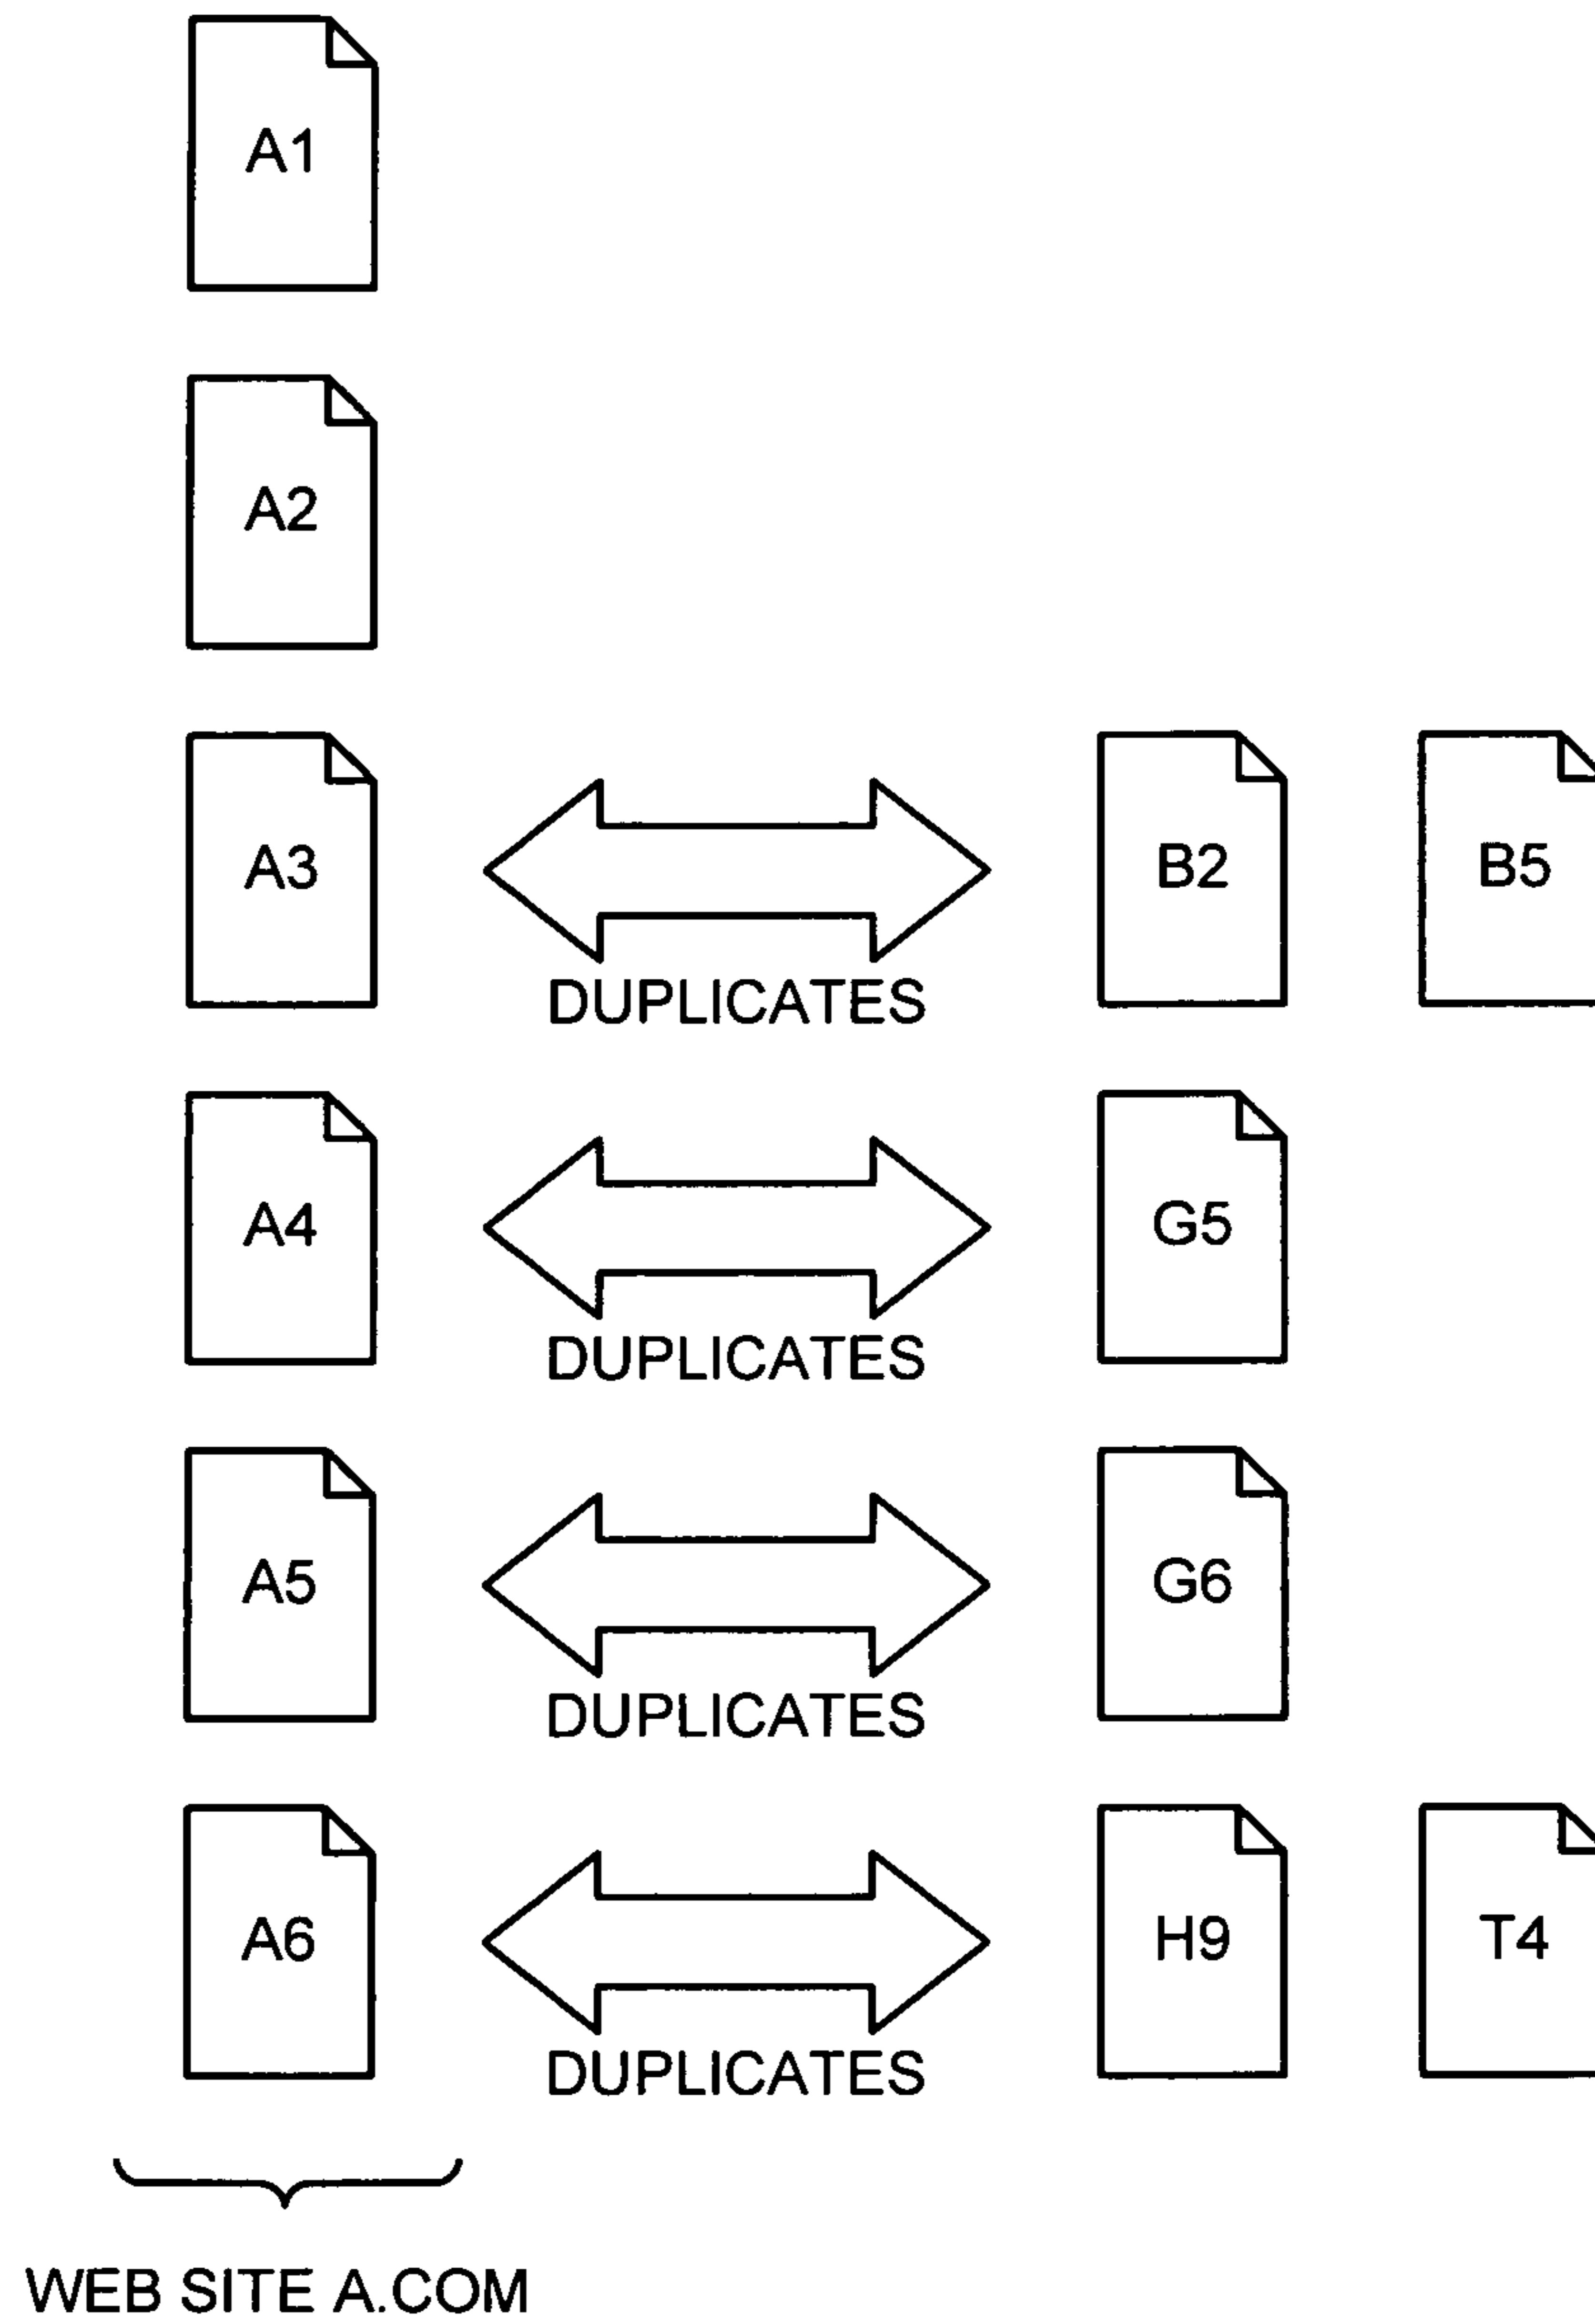 A1
A2
A3
B2
B5
DUPLICATES
A4
G5
DUPLICATES
A5
G6
DUPLICATES
A6
H9
T4
DUPLICATES
WEB SITE A.COM